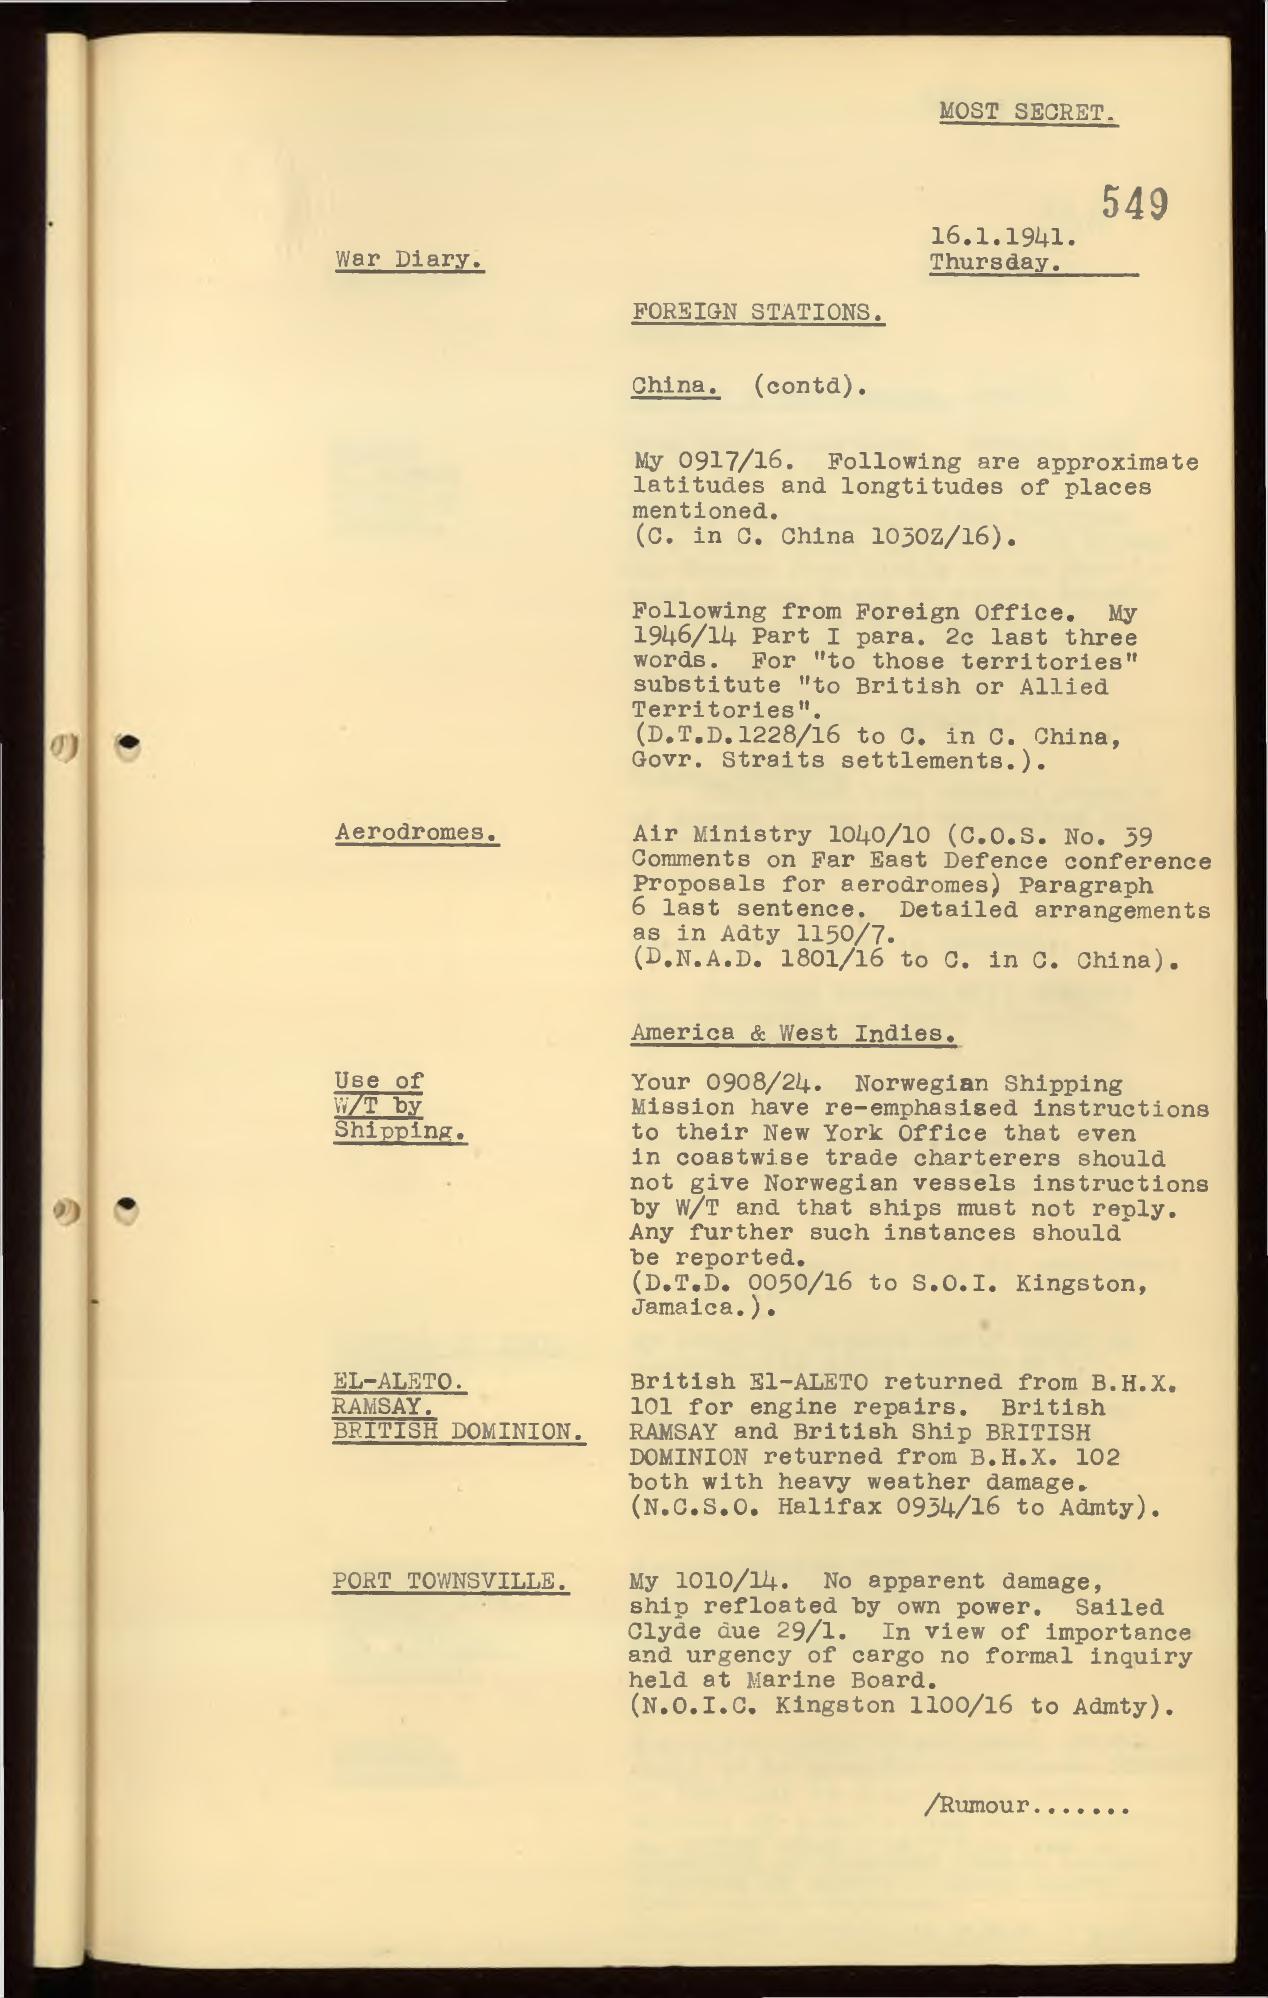 MOST SECRET.
549
16.1.1941.
War Diary.
Thursday.
FOREIGN STATIONS.
China. (contd).
My 0917/16. Following are approximate
latitudes and longtitudes of places
mentioned.
(C. in C. China 1030Z/16).
Following from Foreign Office. My
1946/14 Part I para. 2c last three
words. For "to those territories"
substitute "to British or Allied
Territories".
(D.T.D.1228/16 to C. in C. China,
Govr. Straits settlements.).
Aerodromes.
Air Ministry 1040/10 (C.O.S. No. 39
Comments on Far East Defence conference
Proposals for aerodromes) Paragraph
6 last sentence. Detailed arrangements
as in Adty 1150/7.
(D.N.A.D. 1801/16 to C. in C. China).
America & West Indies.
Use of
W/T by
Shipping.
Your 0908/24. Norwegian Shipping
Mission have re-emphasised instructions
to their New York Office that even
in coastwise trade charterers should
not give Norwegian vessels instructions
by W/T and that ships must not reply.
Any further such instances should
be reported.
(D.T.D. 0050/16 to S.O.I. Kingston,
Jamaica.).
EL-ALETO.
RAMSAY.
BRITISH DOMINION.
British El-ALETO returned from B.H.X.
101 for engine repairs. British
RAMSAY and British Ship BRITISH
DOMINION returned from B.H.X. 102
both with heavy weather damage.
(N.C.S.O. Halifax 0934/16 to Admty).
PORT TOWNSVILLE.
My 1010/14. No apparent damage,
ship refloated by own power. Sailed
Clyde due 29/1. In view of importance
and urgency of cargo no formal inquiry
held at Marine Board.
(N.O.I.C. Kingston 1100/16 to Admty).
/Rumour.......